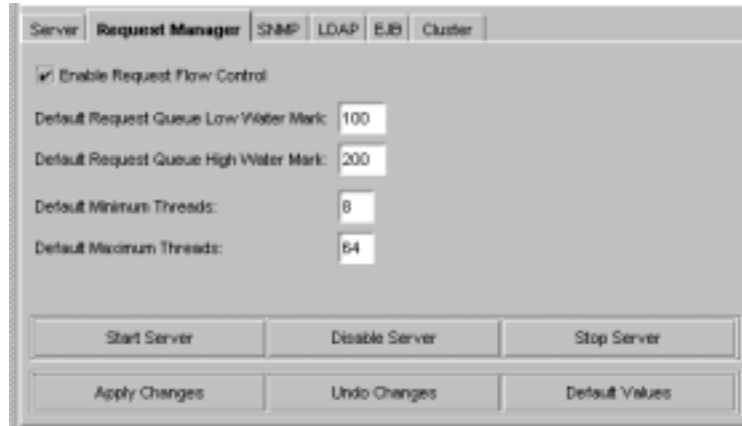 Server Request Manager SNMP LDAP EJB Cluster
Enable Request Flow Control
Default Request Queue Low Water Mark: 100
Default Request Queue High Water Mark: 200
Default Minimum Threads: 8
Default Maximum Threads: 64
Start Server Disable Server Stop Server
Apply Changes Undo Changes Default Values